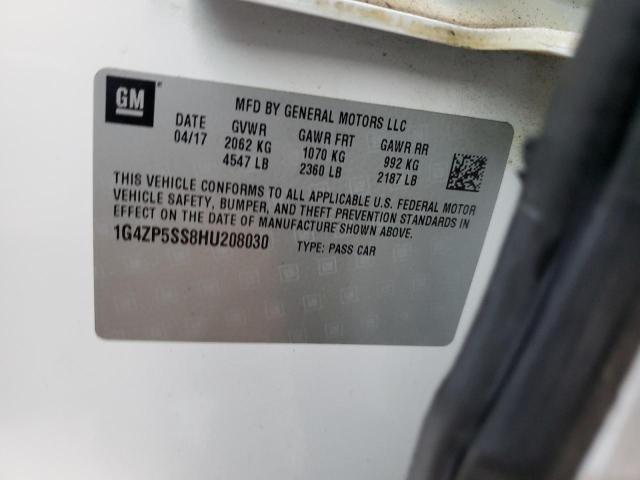 GM
MFD BY GENERAL MOTORS LLC
DATE GVWR GAWR FRT GAWR RR
04/17 2062 KG 1070 KG 992 KG
4547 LB 2360 LB 2187 LB
THIS VEHICLE CONFORMS TO ALL APPLICABLE U.S. FEDERAL MOTOR
VEHICLE SAFETY, BUMPER, AND THEFT PREVENTION STANDARDS IN
EFFECT ON THE DATE OF MANUFACTURE SHOWN ABOVE.
1G4ZP5SS8HU208030 TYPE: PASS CAR